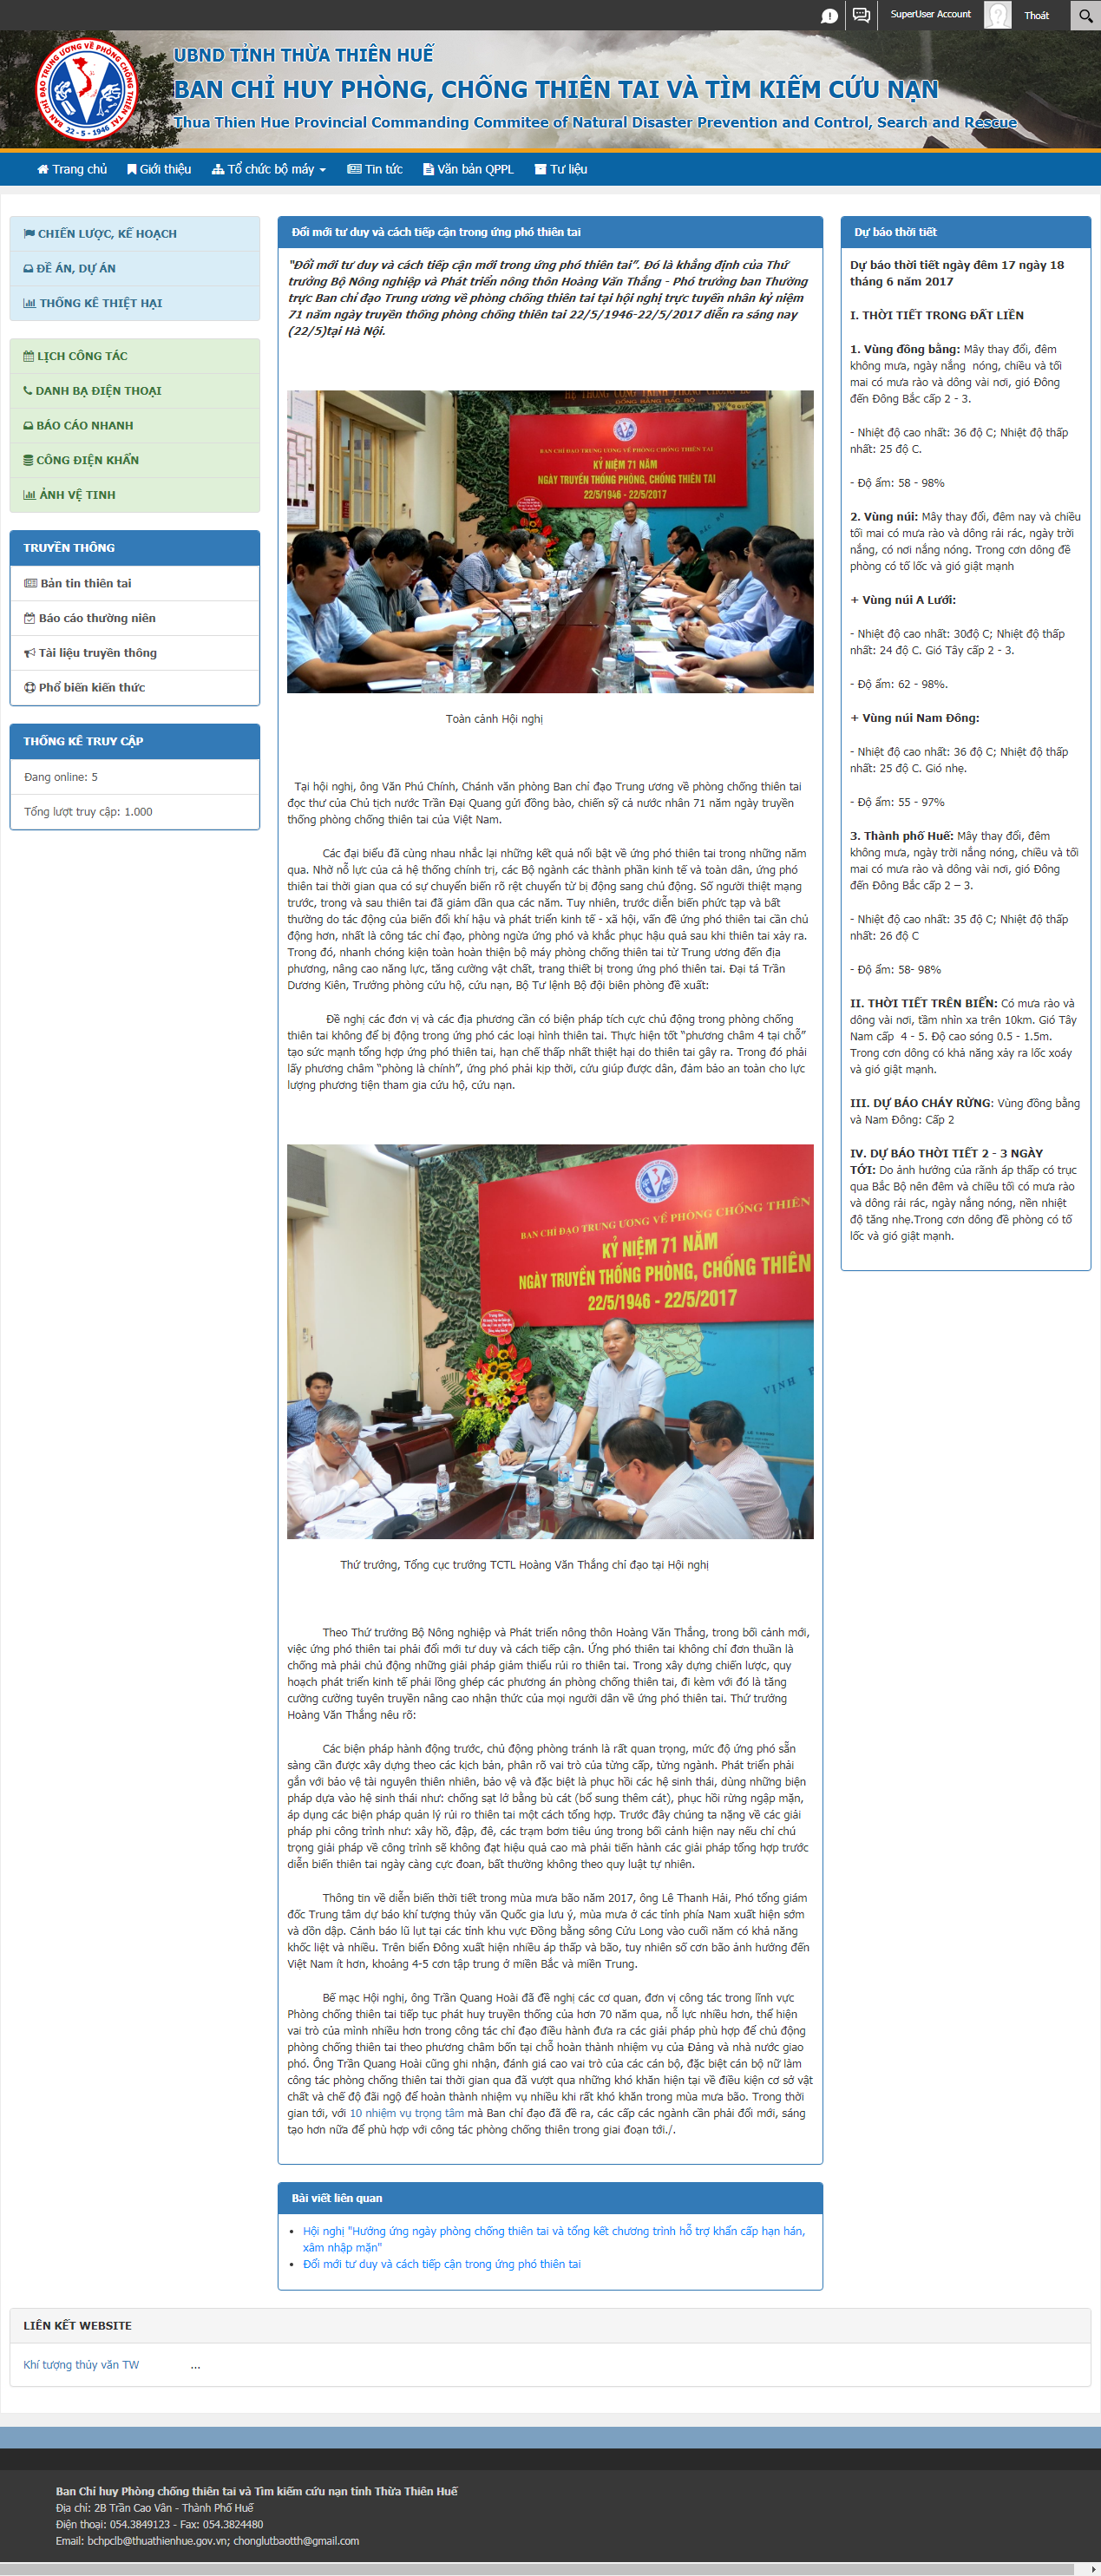 SuperUser Account
Thoát
UBND TỈNH THỪA THIÊN HUẾ
BAN CHỈ HUY PHÒNG, CHỐNG THIÊN TAI VÀ TÌM KIẾM CỨU NẠN
Thua Thien Hue Provincial Commanding Commitee of Natural Disaster Prevention and Control, Search and Rescue
BAN CHỈ ĐẠO TRUNG ƯƠNG VỀ PHÒNG CHỐNG THIÊN TAI
22 - 5 - 1946
Trang chủ
Giới thiệu
Tổ chức bộ máy
Tin tức
Văn bản QPPL
Tư liệu
CHIẾN LƯỢC, KẾ HOẠCH
ĐỀ ÁN, DỰ ÁN
THỐNG KÊ THIỆT HẠI
LỊCH CÔNG TÁC
DANH BẠ ĐIỆN THOẠI
BÁO CÁO NHANH
CÔNG ĐIỆN KHẨN
ẢNH VỆ TINH
TRUYỀN THÔNG
Bản tin thiên tai
Báo cáo thường niên
Tài liệu truyền thông
Phổ biến kiến thức
THỐNG KÊ TRUY CẬP
Đang online: 5
Tổng lượt truy cập: 1.000
Đổi mới tư duy và cách tiếp cận trong ứng phó thiên tai
“Đổi mới tư duy và cách tiếp cận mới trong ứng phó thiên tai”. Đó là khẳng định của Thứ
trưởng Bộ Nông nghiệp và Phát triển nông thôn Hoàng Văn Thắng - Phó trưởng ban Thường
trực Ban chỉ đạo Trung ương về phòng chống thiên tai tại hội nghị trực tuyến nhân kỷ niệm
71 năm ngày truyền thống phòng chống thiên tai 22/5/1946-22/5/2017 diễn ra sáng nay
(22/5)tại Hà Nội.
BAN CHỈ ĐẠO TRUNG ƯƠNG VỀ PHÒNG CHỐNG THIÊN TAI
KỶ NIỆM 71 NĂM
NGÀY TRUYỀN THỐNG PHÒNG, CHỐNG THIÊN TAI
22/5/1946 - 22/5/2017
Toàn cảnh Hội nghị
Tại hội nghị, ông Văn Phú Chính, Chánh văn phòng Ban chỉ đạo Trung ương về phòng chống thiên tai
đọc thư của Chủ tịch nước Trần Đại Quang gửi đồng bào, chiến sỹ cả nước nhân 71 năm ngày truyền
thống phòng chống thiên tai của Việt Nam.
Các đại biểu đã cùng nhau nhắc lại những kết quả nổi bật về ứng phó thiên tai trong những năm
qua. Nhờ nỗ lực của cả hệ thống chính trị, các Bộ ngành các thành phần kinh tế và toàn dân, ứng phó
thiên tai thời gian qua có sự chuyển biến rõ rệt chuyển từ bị động sang chủ động. Số người thiệt mạng
trước, trong và sau thiên tai đã giảm dần qua các năm. Tuy nhiên, trước diễn biến phức tạp và bất
thường do tác động của biến đổi khí hậu và phát triển kinh tế - xã hội, vấn đề ứng phó thiên tai cần chủ
động hơn, nhất là công tác chỉ đạo, phòng ngừa ứng phó và khắc phục hậu quả sau khi thiên tai xảy ra.
Trong đó, nhanh chóng kiện toàn hoàn thiện bộ máy phòng chống thiên tai từ Trung ương đến địa
phương, nâng cao năng lực, tăng cường vật chất, trang thiết bị trong ứng phó thiên tai. Đại tá Trần
Dương Kiên, Trưởng phòng cứu hộ, cứu nạn, Bộ Tư lệnh Bộ đội biên phòng đề xuất:
Đề nghị các đơn vị và các địa phương cần có biện pháp tích cực chủ động trong phòng chống
thiên tai không để bị động trong ứng phó các loại hình thiên tai. Thực hiện tốt “phương châm 4 tại chỗ”
tạo sức mạnh tổng hợp ứng phó thiên tai, hạn chế thấp nhất thiệt hại do thiên tai gây ra. Trong đó phải
lấy phương châm “phòng là chính”, ứng phó phải kịp thời, cứu giúp được dân, đảm bảo an toàn cho lực
lượng phương tiện tham gia cứu hộ, cứu nạn.
BAN CHỈ ĐẠO TRUNG ƯƠNG VỀ PHÒNG CHỐNG THIÊN
KỶ NIỆM 71 NĂM
NGÀY TRUYỀN THỐNG PHÒNG, CHỐNG THIÊN
22/5/1946 - 22/5/2017
Thứ trưởng, Tổng cục trưởng TCTL Hoàng Văn Thắng chỉ đạo tại Hội nghị
Theo Thứ trưởng Bộ Nông nghiệp và Phát triển nông thôn Hoàng Văn Thắng, trong bối cảnh mới,
việc ứng phó thiên tai phải đổi mới tư duy và cách tiếp cận. Ứng phó thiên tai không chỉ đơn thuần là
chống mà phải chủ động những giải pháp giảm thiểu rủi ro thiên tai. Trong xây dựng chiến lược, quy
hoạch phát triển kinh tế phải lồng ghép các phương án phòng chống thiên tai, đi kèm với đó là tăng
cường cường tuyên truyền nâng cao nhận thức của mọi người dân về ứng phó thiên tai. Thứ trưởng
Hoàng Văn Thắng nêu rõ:
Các biện pháp hành động trước, chủ động phòng tránh là rất quan trọng, mức độ ứng phó sẵn
sàng cần được xây dựng theo các kịch bản, phân rõ vai trò của từng cấp, từng ngành. Phát triển phải
gắn với bảo vệ tài nguyên thiên nhiên, bảo vệ và đặc biệt là phục hồi các hệ sinh thái, dùng những biện
pháp dựa vào hệ sinh thái như: chống sạt lở bằng bù cát (bổ sung thêm cát), phục hồi rừng ngập mặn,
áp dụng các biện pháp quản lý rủi ro thiên tai một cách tổng hợp. Trước đây chúng ta nặng về các giải
pháp phi công trình như: xây hồ, đập, đê, các trạm bơm tiêu úng trong bối cảnh hiện nay nếu chỉ chú
trọng giải pháp về công trình sẽ không đạt hiệu quả cao mà phải tiến hành các giải pháp tổng hợp trước
diễn biến thiên tai ngày càng cực đoan, bất thường không theo quy luật tự nhiên.
Thông tin về diễn biến thời tiết trong mùa mưa bão năm 2017, ông Lê Thanh Hải, Phó tổng giám
đốc Trung tâm dự báo khí tượng thủy văn Quốc gia lưu ý, mùa mưa ở các tỉnh phía Nam xuất hiện sớm
và dồn dập. Cảnh báo lũ lụt tại các tỉnh khu vực Đồng bằng sông Cửu Long vào cuối năm có khả năng
khốc liệt và nhiều. Trên biển Đông xuất hiện nhiều áp thấp và bão, tuy nhiên số cơn bão ảnh hưởng đến
Việt Nam ít hơn, khoảng 4-5 cơn tập trung ở miền Bắc và miền Trung.
Bế mạc Hội nghị, ông Trần Quang Hoài đã đề nghị các cơ quan, đơn vị công tác trong lĩnh vực
Phòng chống thiên tai tiếp tục phát huy truyền thống của hơn 70 năm qua, nỗ lực nhiều hơn, thể hiện
vai trò của mình nhiều hơn trong công tác chỉ đạo điều hành đưa ra các giải pháp phù hợp để chủ động
phòng chống thiên tai theo phương châm bốn tại chỗ hoàn thành nhiệm vụ của Đảng và nhà nước giao
phó. Ông Trần Quang Hoài cũng ghi nhận, đánh giá cao vai trò của các cán bộ, đặc biệt cán bộ nữ làm
công tác phòng chống thiên tai thời gian qua đã vượt qua những khó khăn hiện tại về điều kiện cơ sở vật
chất và chế độ đãi ngộ để hoàn thành nhiệm vụ nhiều khi rất khó khăn trong mùa mưa bão. Trong thời
gian tới, với 10 nhiệm vụ trọng tâm mà Ban chỉ đạo đã đề ra, các cấp các ngành cần phải đổi mới, sáng
tạo hơn nữa để phù hợp với công tác phòng chống thiên trong giai đoạn tới./.
Bài viết liên quan
Hội nghị "Hưởng ứng ngày phòng chống thiên tai và tổng kết chương trình hỗ trợ khẩn cấp hạn hán,
xâm nhập mặn"
Đổi mới tư duy và cách tiếp cận trong ứng phó thiên tai
Dự báo thời tiết
Dự báo thời tiết ngày đêm 17 ngày 18
tháng 6 năm 2017
I. THỜI TIẾT TRONG ĐẤT LIỀN
1. Vùng đồng bằng: Mây thay đổi, đêm
không mưa, ngày nắng nóng, chiều và tối
mai có mưa rào và dông vài nơi, gió Đông
đến Đông Bắc cấp 2 - 3.
- Nhiệt độ cao nhất: 36 độ C; Nhiệt độ thấp
nhất: 25 độ C.
- Độ ẩm: 58 - 98%
2. Vùng núi: Mây thay đổi, đêm nay và chiều
tối mai có mưa rào và dông rải rác, ngày trời
nắng, có nơi nắng nóng. Trong cơn dông đề
phòng có tố lốc và gió giật mạnh
+ Vùng núi A Lưới:
- Nhiệt độ cao nhất: 30độ C; Nhiệt độ thấp
nhất: 24 độ C. Gió Tây cấp 2 - 3.
- Độ ẩm: 62 - 98%.
+ Vùng núi Nam Đông:
- Nhiệt độ cao nhất: 36 độ C; Nhiệt độ thấp
nhất: 25 độ C. Gió nhẹ.
- Độ ẩm: 55 - 97%
3. Thành phố Huế: Mây thay đổi, đêm
không mưa, ngày trời nắng nóng, chiều và tối
mai có mưa rào và dông vài nơi, gió Đông
đến Đông Bắc cấp 2 – 3.
- Nhiệt độ cao nhất: 35 độ C; Nhiệt độ thấp
nhất: 26 độ C
- Độ ẩm: 58- 98%
II. THỜI TIẾT TRÊN BIỂN: Có mưa rào và
dông vài nơi, tầm nhìn xa trên 10km. Gió Tây
Nam cấp 4 - 5. Độ cao sóng 0.5 - 1.5m.
Trong cơn dông có khả năng xảy ra lốc xoáy
và gió giật mạnh.
III. DỰ BÁO CHÁY RỪNG: Vùng đồng bằng
và Nam Đông: Cấp 2
IV. DỰ BÁO THỜI TIẾT 2 - 3 NGÀY
TỚI: Do ảnh hưởng của rãnh áp thấp có trục
qua Bắc Bộ nên đêm và chiều tối có mưa rào
và dông rải rác, ngày nắng nóng, nền nhiệt
độ tăng nhẹ.Trong cơn dông đề phòng có tố
lốc và gió giật mạnh.
LIÊN KẾT WEBSITE
Khí tượng thủy văn TW
...
Ban Chỉ huy Phòng chống thiên tai và Tìm kiếm cứu nạn tỉnh Thừa Thiên Huế
Địa chỉ: 2B Trần Cao Vân - Thành Phố Huế
Điện thoại: 054.3849123 - Fax: 054.3824480
Email: bchpclb@thuathienhue.gov.vn; chonglutbaotth@gmail.com